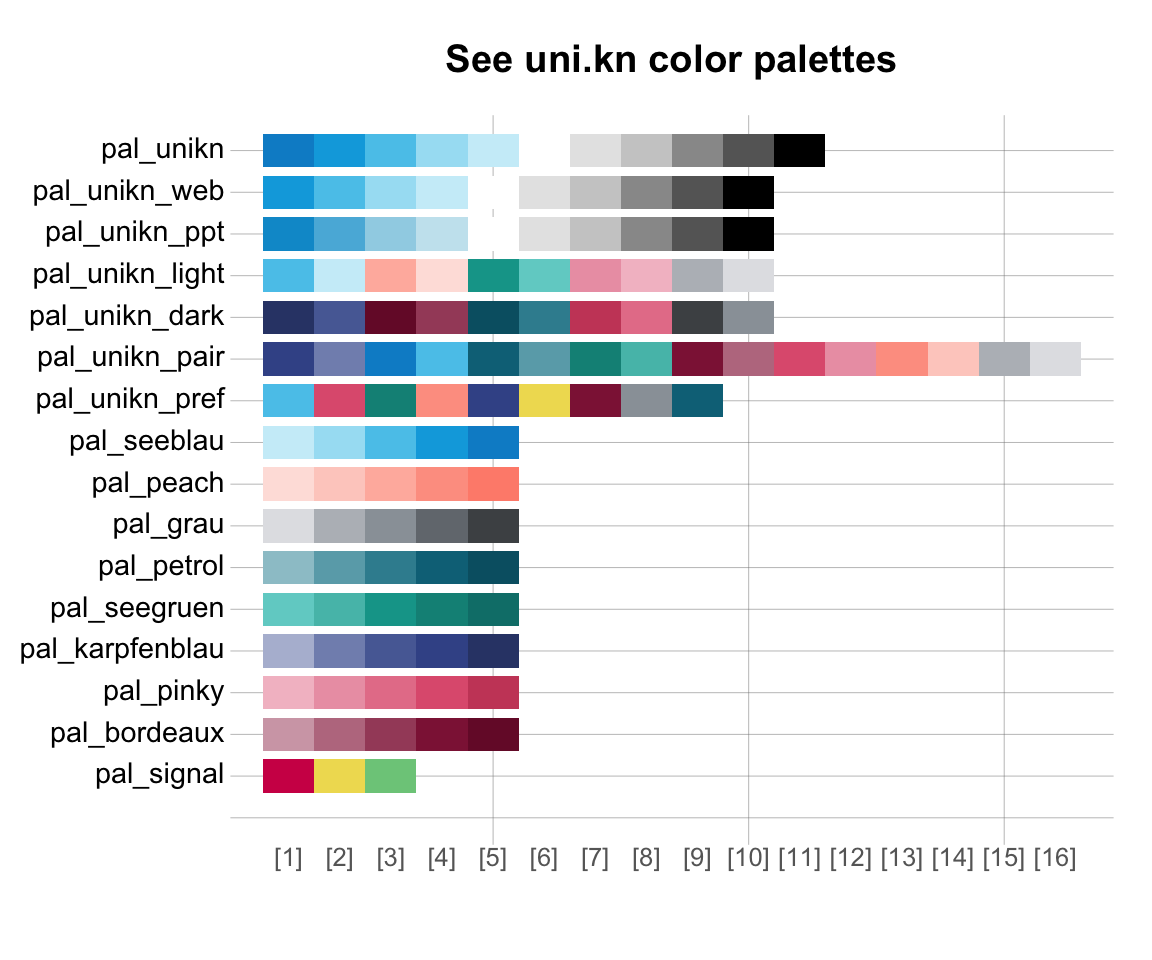 See uni.kn color palettes
pal_unikn
pal_unikn_web
pal_unikn_ppt
pal_unikn_light
pal_unikn_dark
pal_unikn_pair
pal_unikn_pref
pal_seeblau
pal_peach
pal_grau
pal_petrol
pal_seegruen
pal_karpfenblau
pal_pinky
pal_bordeaux
pal_signal
[1] [2] [3] [4] [5] [6] [7] [8] [9] [10] [11] [12] [13] [14] [15] [16]